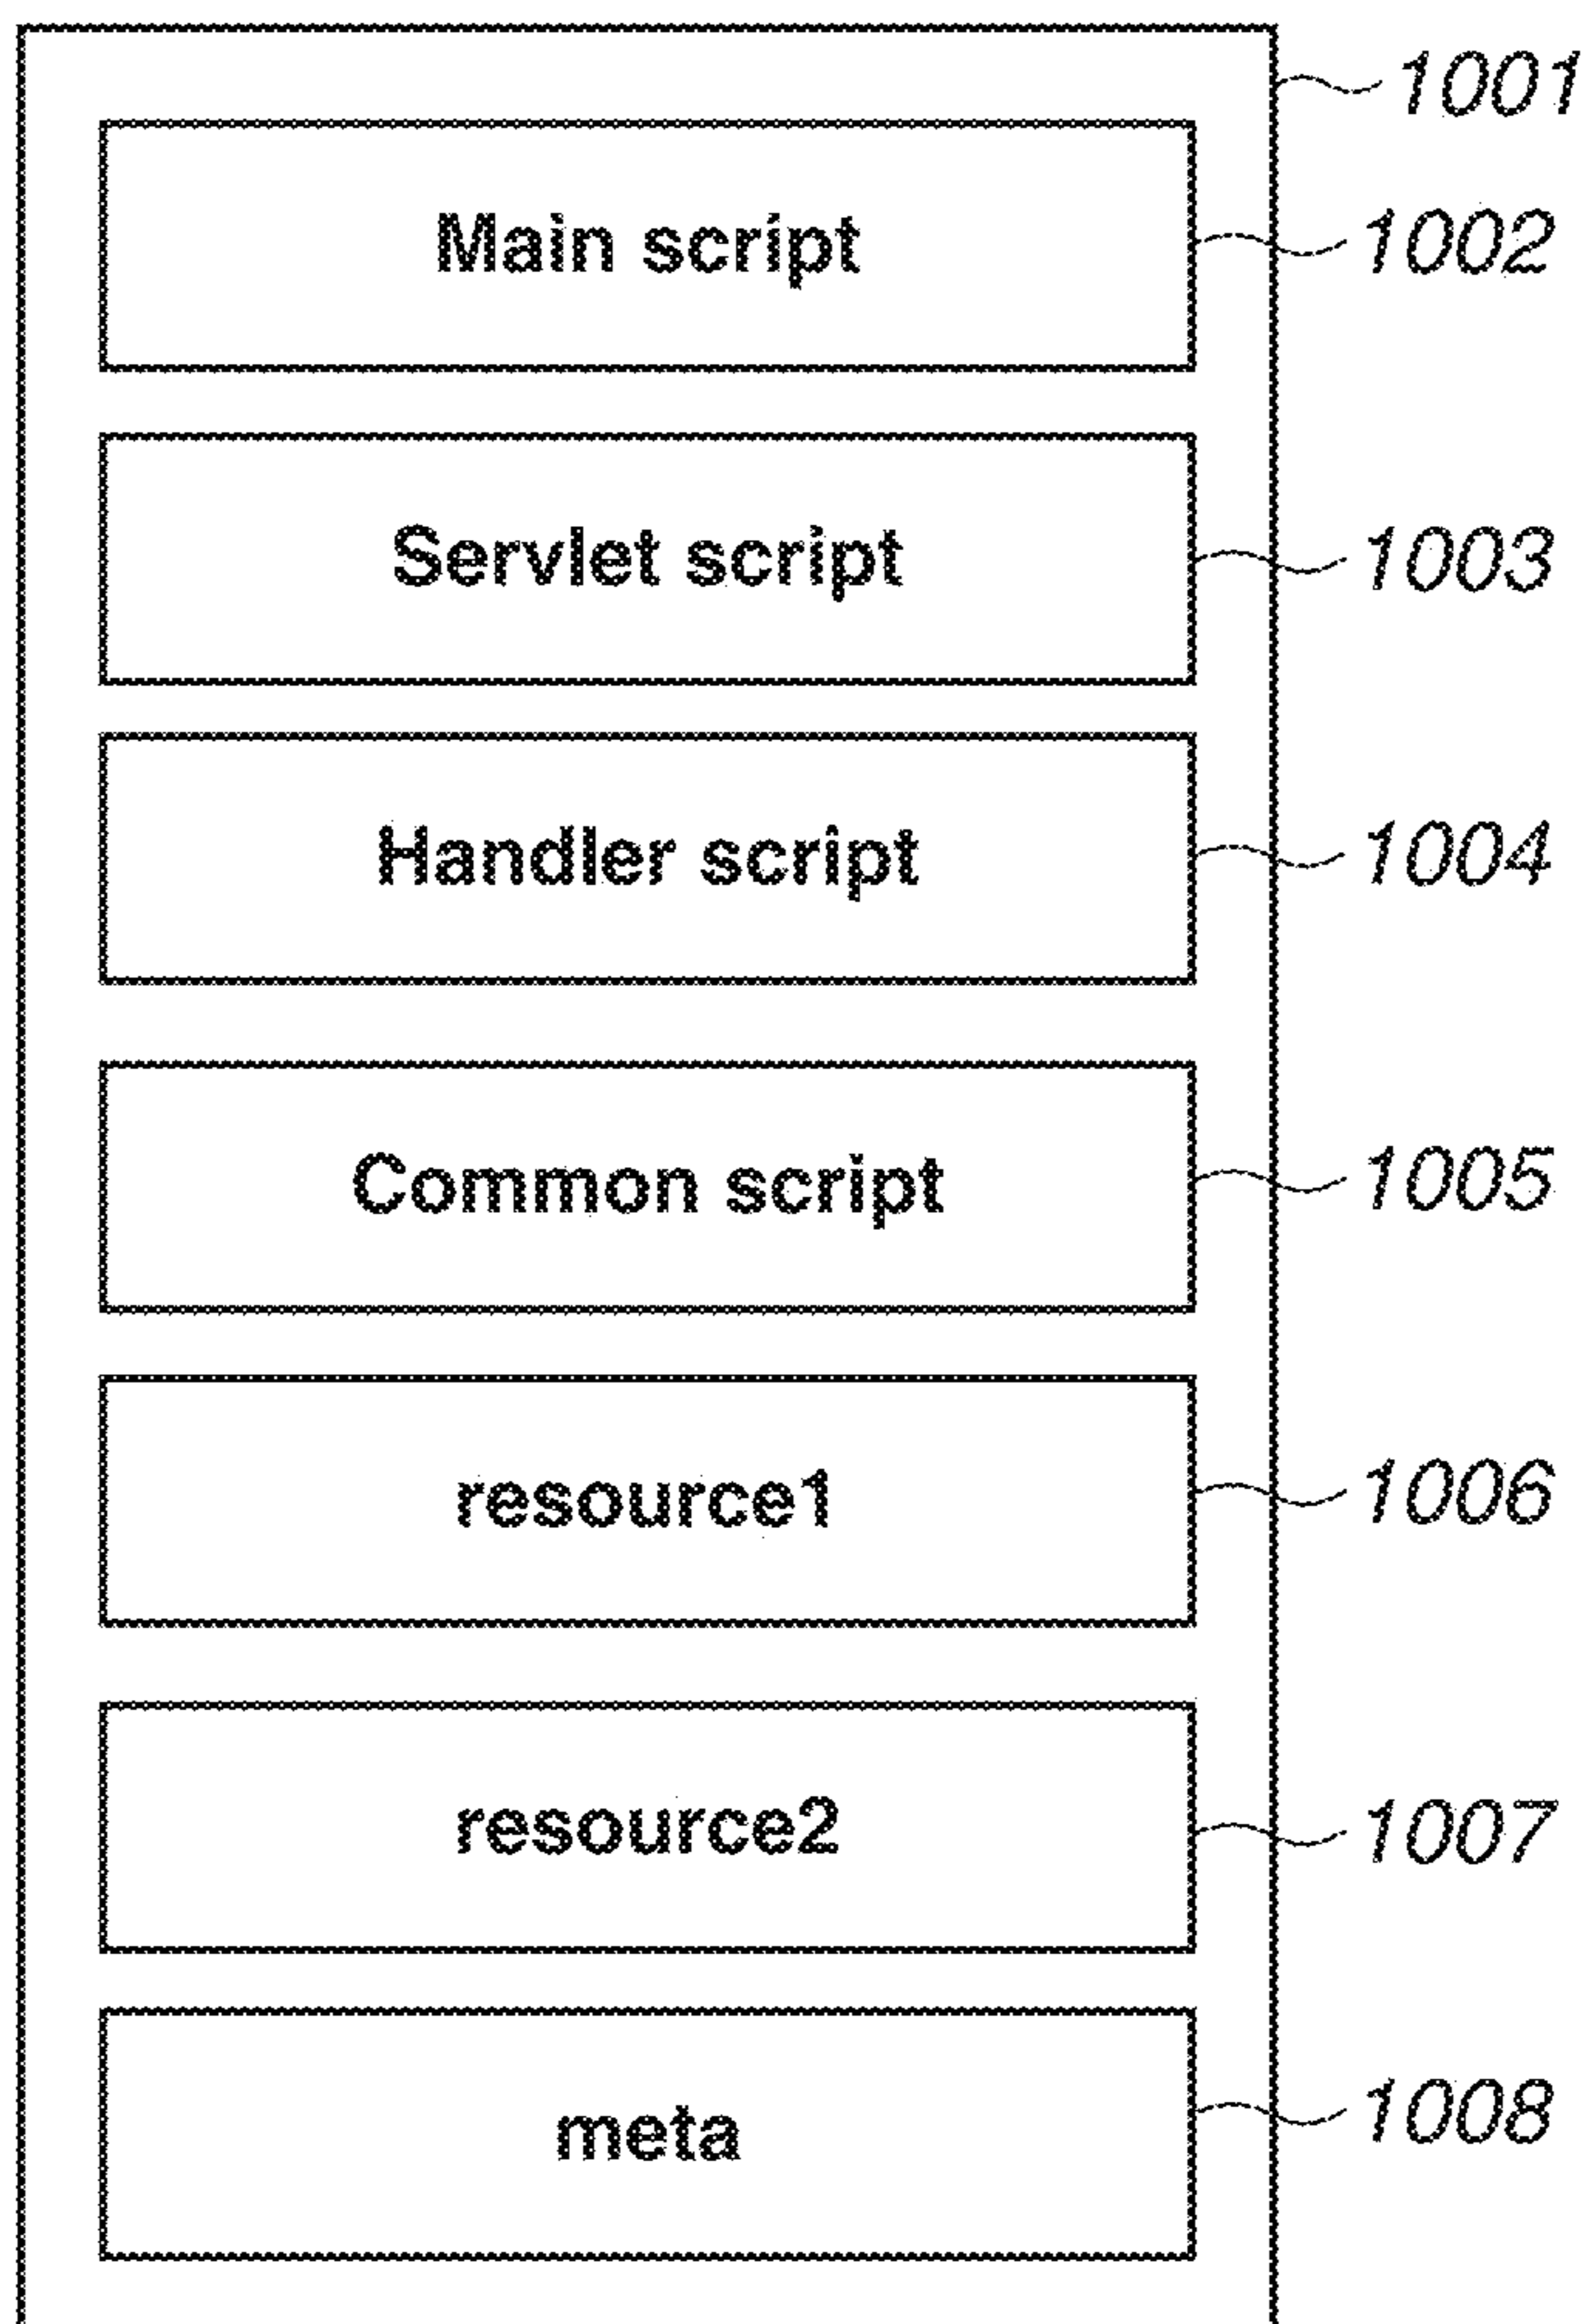 1001
Main script 1002
Servlet script 1003
Handler script 1004
Common script 1005
resource1 1006
resource2 1007
meta 1008